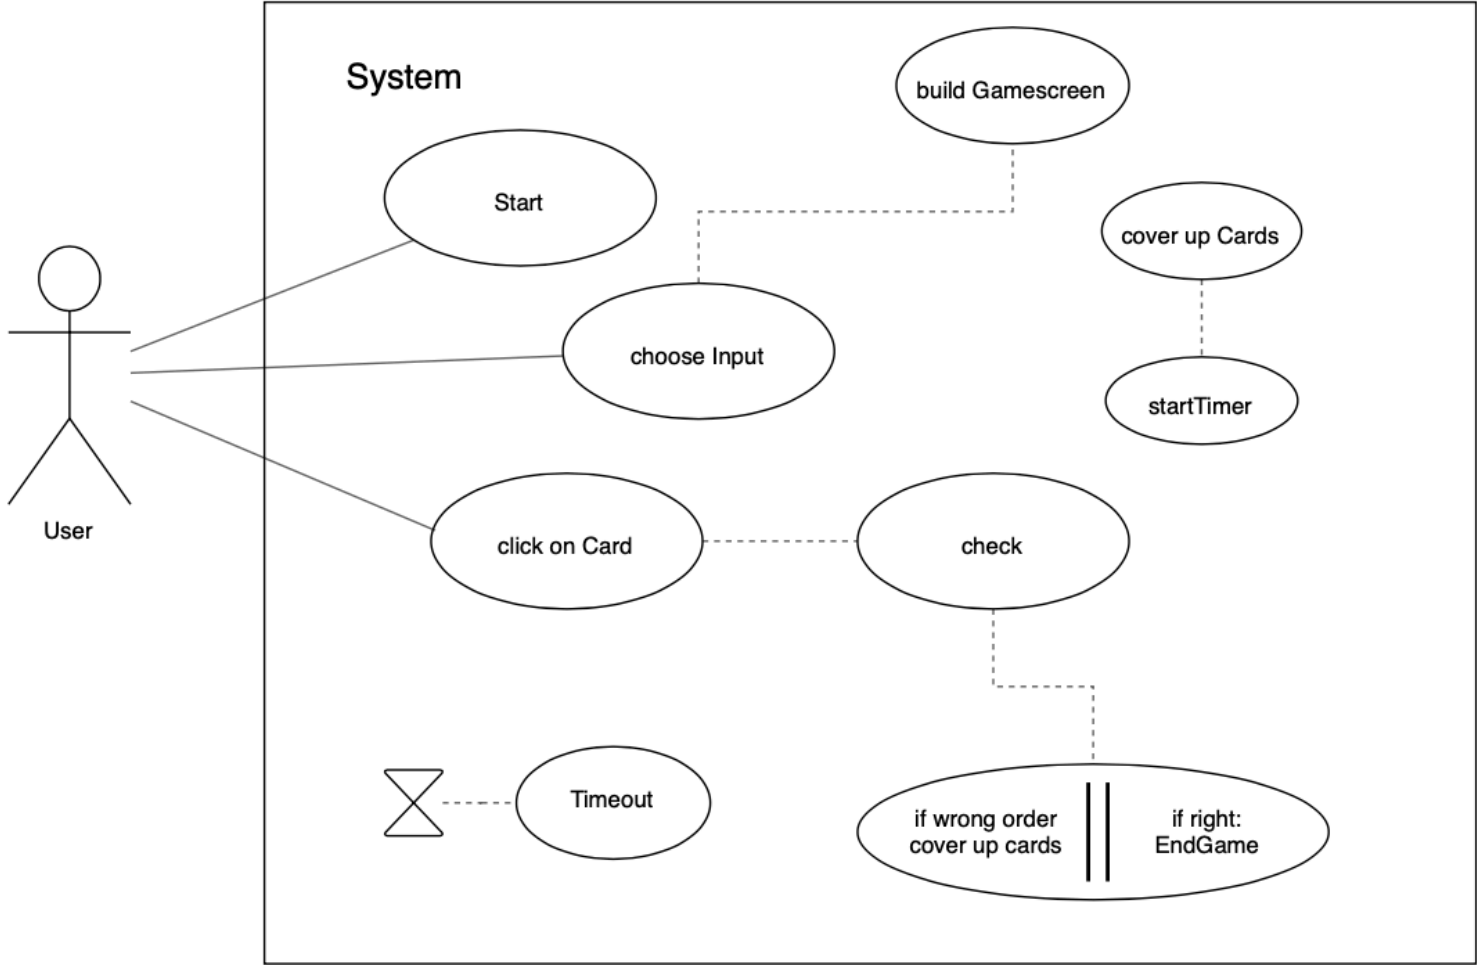 System
build Gamescreen
Start
cover up Cards
choose Input
startTimer
User
click on Card
check
Timeout
if wrong order
cover up cards
if right:
EndGame